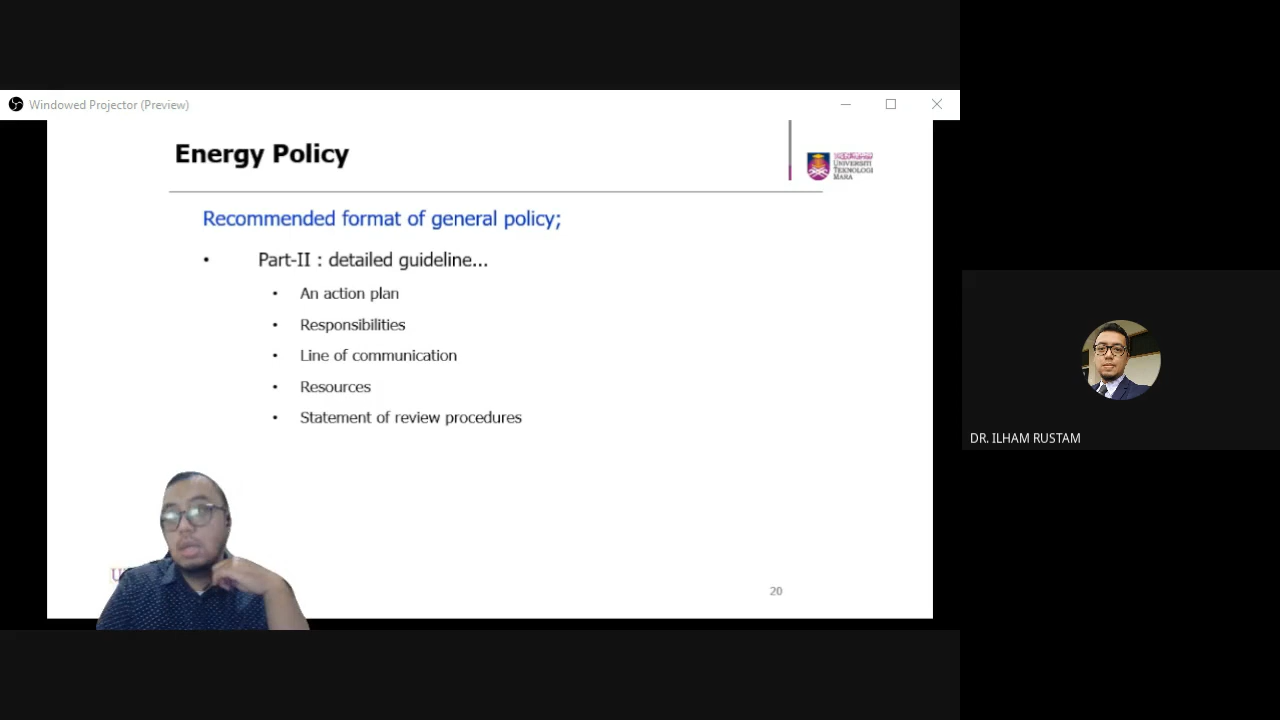 Windowed Projector (Preview)
Energy Policy
UNIVERSITI
TEKNOLOGI
MARA
Recommended format of general policy;
• Part-II : detailed guideline...
• An action plan
• Responsibilities
• Line of communication
• Resources
• Statement of review procedures
DR. ILHAM RUSTAM
U
20